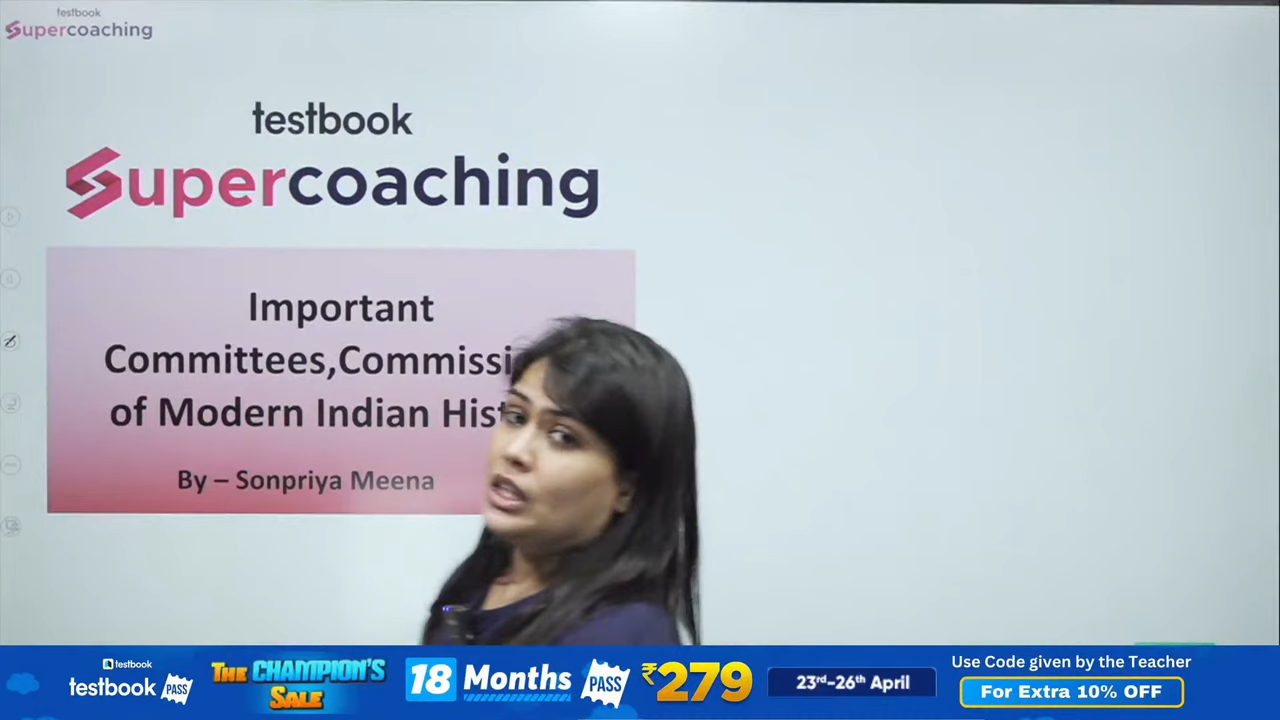 testbook
Supercoaching
testbook
Supercoaching
Important
Committees,Commissi
of Modern Indian Hist
By – Sonpriya Meena
testbook
testbook PASS
THE CHAMPION'S
SALE
18 Months PASS ₹279
23rd-26th April
Use Code given by the Teacher
For Extra 10% OFF